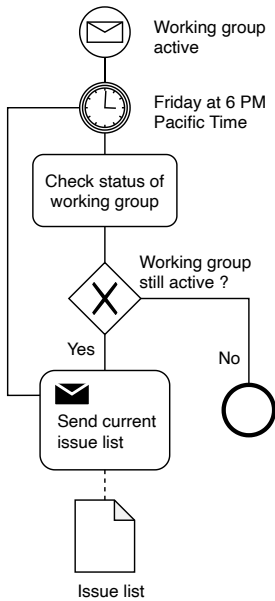 Working group
active
Friday at 6 PM
Pacific Time
Check status of
working group
Working group
still active ?
Yes
No
Send current
issue list
Issue list